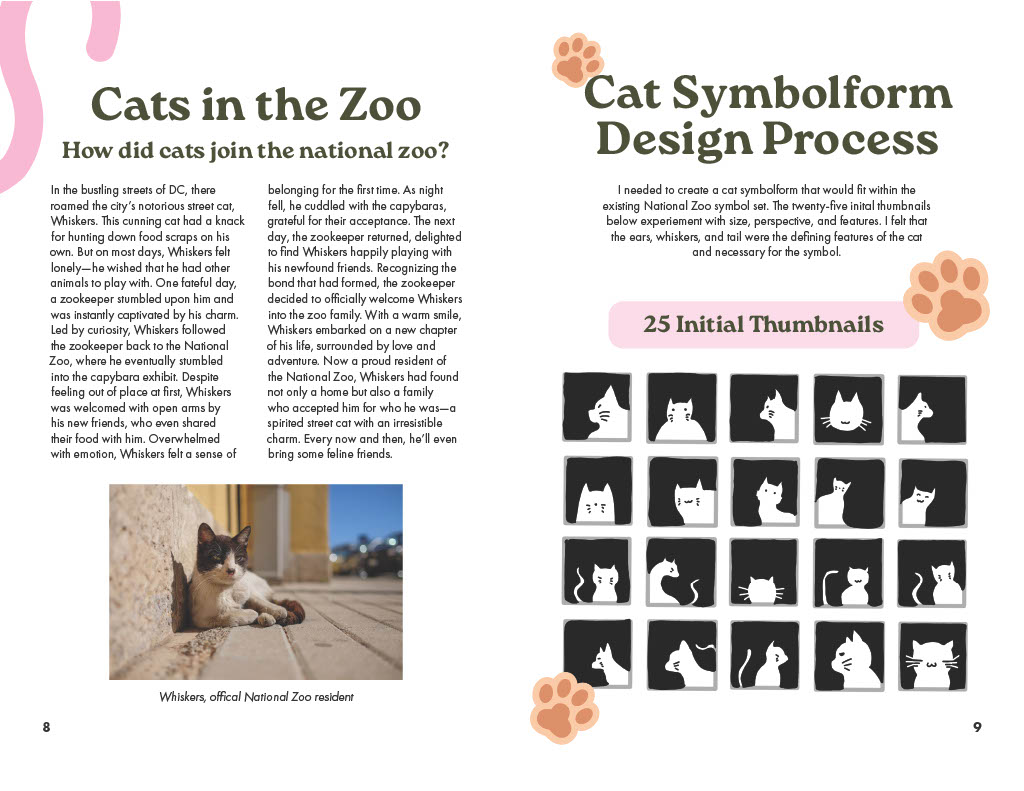 Cats in the Zoo
How did cats join the national zoo?
In the bustling streets of DC, there
roamed the city's notorious street cat,
Whiskers. This cunning cat had a knack
for hunting down food scraps on his
own. But on most days, Whiskers felt
lonely—he wished that he had other
animals to play with. One fateful day,
a zookeeper stumbled upon him and
was instantly captivated by his charm.
Led by curiosity, Whiskers followed
the zookeeper back to the National
Zoo, where he eventually stumbled
into the capybara exhibit. Despite
feeling out of place at first, Whiskers
was welcomed with open arms by
his new friends, who even shared
their food with him. Overwhelmed
with emotion, Whiskers felt a sense of
belonging for the first time. As night
fell, he cuddled with the capybaras,
grateful for their acceptance. The next
day, the zookeeper returned, delighted
to find Whiskers happily playing with
his newfound friends. Recognizing the
bond that had formed, the zookeeper
decided to officially welcome Whiskers
into the zoo family. With a warm smile,
Whiskers embarked on a new chapter
of his life, surrounded by love and
adventure. Now a proud resident of
the National Zoo, Whiskers had found
not only a home but also a family
who accepted him for who he was—a
spirited street cat with an irresistible
charm. Every now and then, he'll even
bring some feline friends.
Whiskers, offical National Zoo resident
8
Cat Symbolform
Design Process
I needed to create a cat symbolform that would fit within the
existing National Zoo symbol set. The twenty-five inital thumbnails
below experiement with size, perspective, and features. I felt that
the ears, whiskers, and tail were the defining features of the cat
and necessary for the symbol.
25 Initial Thumbnails
9